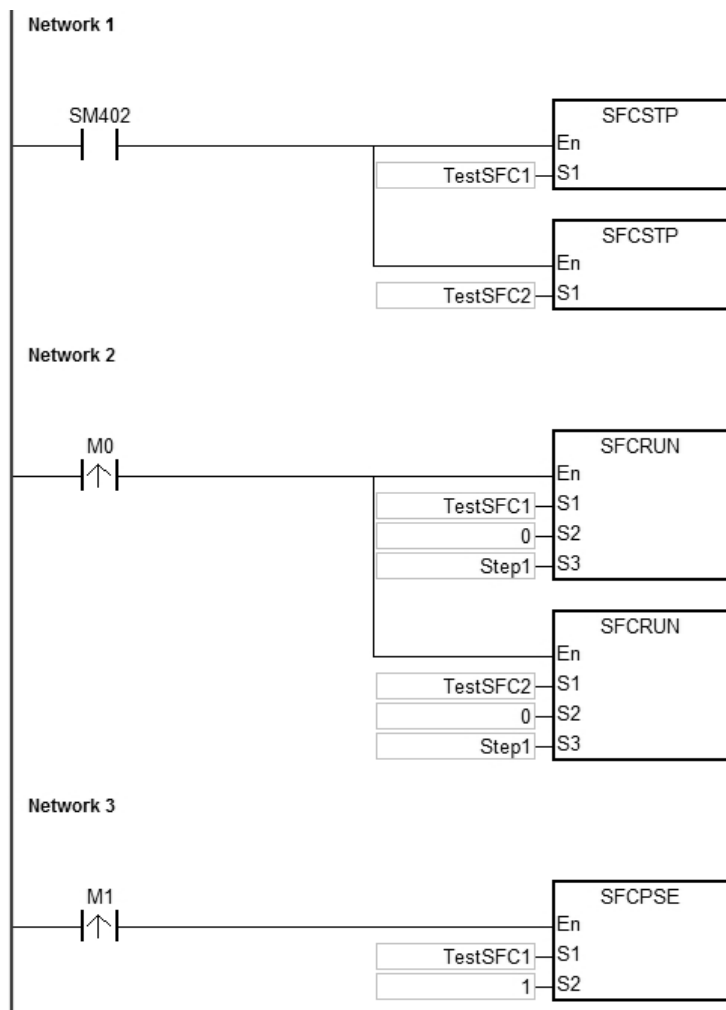 Network 1
SM402
SFCSTP
En
TestSFC1 S1
SFCSTP
En
TestSFC2 S1
Network 2
M0
SFCRUN
En
TestSFC1 S1
0 S2
Step1 S3
SFCRUN
En
TestSFC2 S1
0 S2
Step1 S3
Network 3
M1
SFCPSE
En
TestSFC1 S1
1 S2